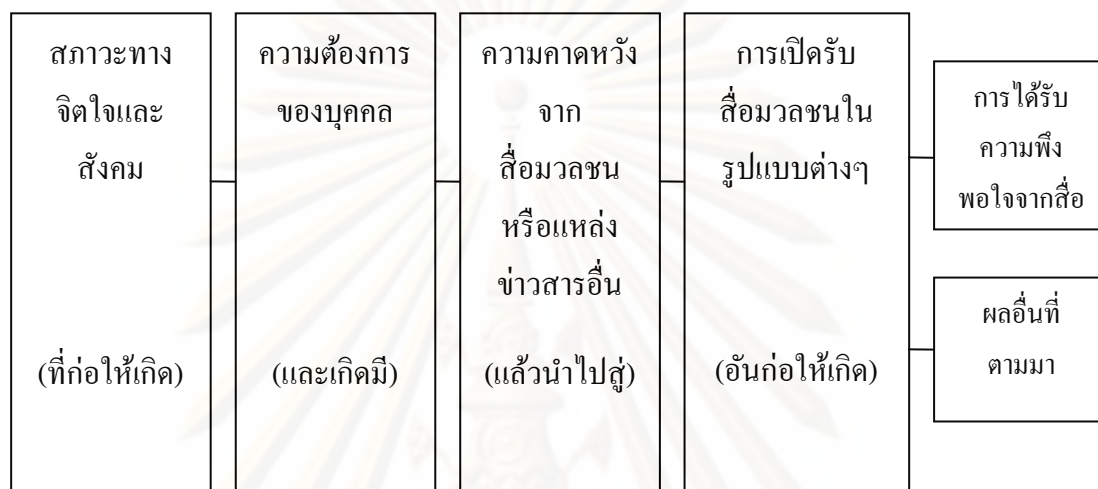 สภาวะทาง
จิตใจและ
สังคม
(ที่ก่อให้เกิด)
ความต้องการ
ของบุคคล
(และเกิดมี)
ความคาดหวัง
จาก
สื่อมวลชน
หรือแหล่ง
ข่าวสารอื่น
(แล้วนำไปสู่)
การเปิดรับ
สื่อมวลชนใน
รูปแบบต่างๆ
(อันก่อให้เกิด)
การได้รับ
ความพึง
พอใจจากสื่อ
ผลอื่นที่
ตามมา